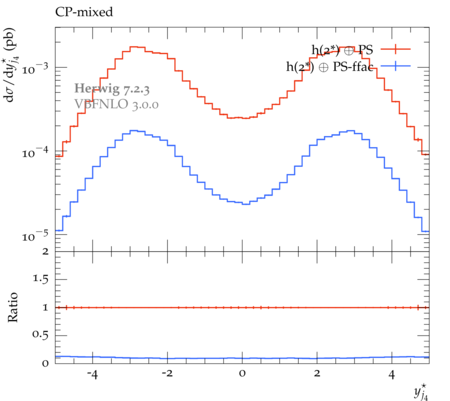 CP-mixed
dσ/dy*_{j4} (pb)
h(2*) ⊕ PS
h(2*) ⊕ PS-ffac
Herwig 7.2.3
VBFNLO 3.0.0
10^−3
10^−4
10^−5
Ratio
2
1.5
1
0.5
0
-4 -2 0 2 4
y*_{j4}